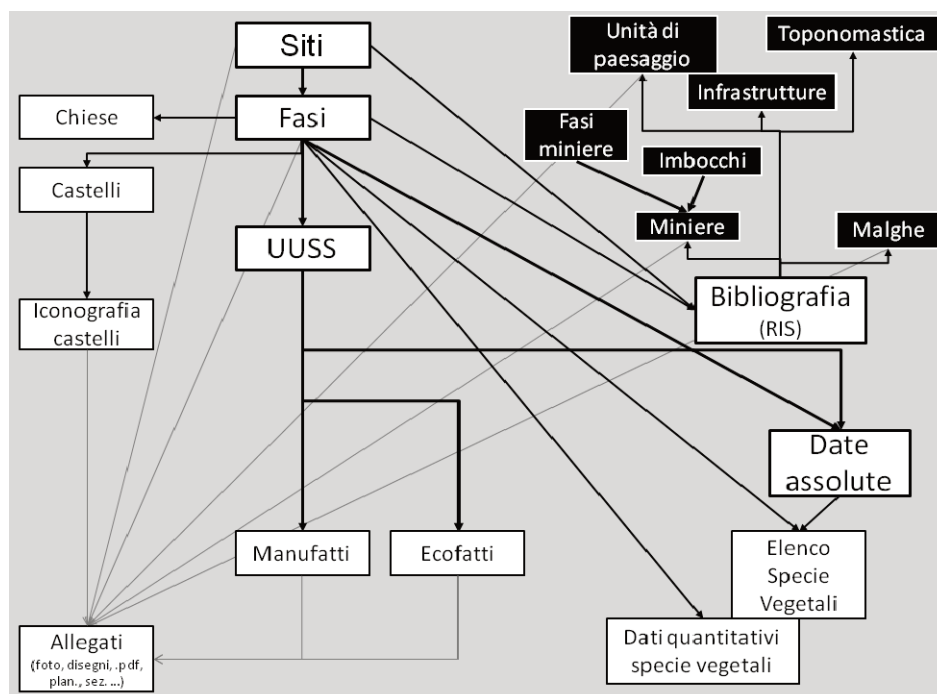 Siti
Unità di
paesaggio
Toponomastica
Infrastrutture
Chiese
Fasi
Fasi
miniere
Imbocchi
Castelli
Miniere
Malghe
UUSS
Iconografia
castelli
Bibliografia
(RIS)
Date
assolute
Manufatti
Ecofatti
Elenco
Specie
Vegetali
Allegati
(foto, disegni, .pdf,
plan., sez. ...)
Dati quantitativi
specie vegetali